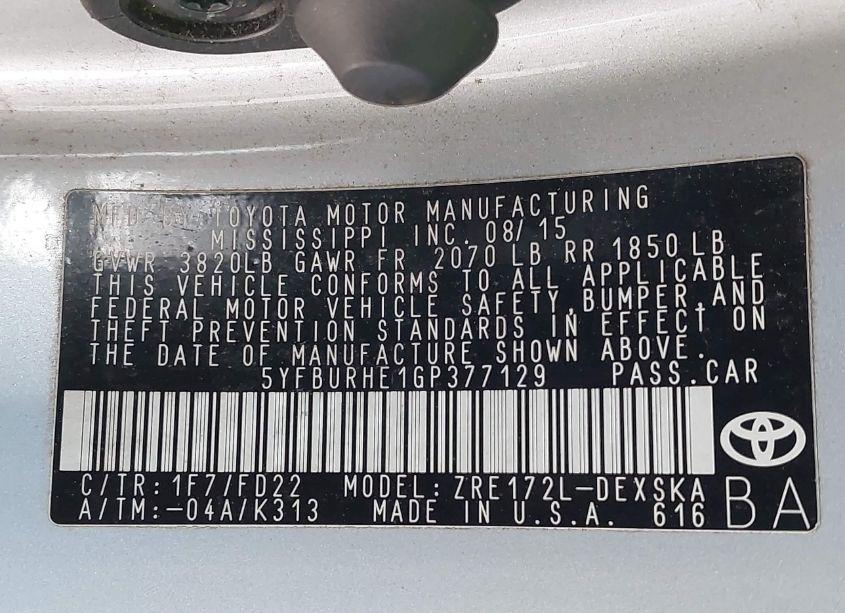 MFD BY TOYOTA MOTOR MANUFACTURING
MISSISSIPPI INC. 08/15
GVWR 3820LB GAWR FR 2070 LB RR 1850 LB
THIS VEHICLE CONFORMS TO ALL APPLICABLE
FEDERAL MOTOR VEHICLE SAFETY, BUMPER, AND
THEFT PREVENTION STANDARDS IN EFFECT ON
THE DATE OF MANUFACTURE SHOWN ABOVE.
5YFBURHE1GP377129 PASS.CAR
C/TR:1F7/FD22 MODEL:ZRE172L-DEXSKA
A/TM:-04A/K313 MADE IN U.S.A. 616 BA